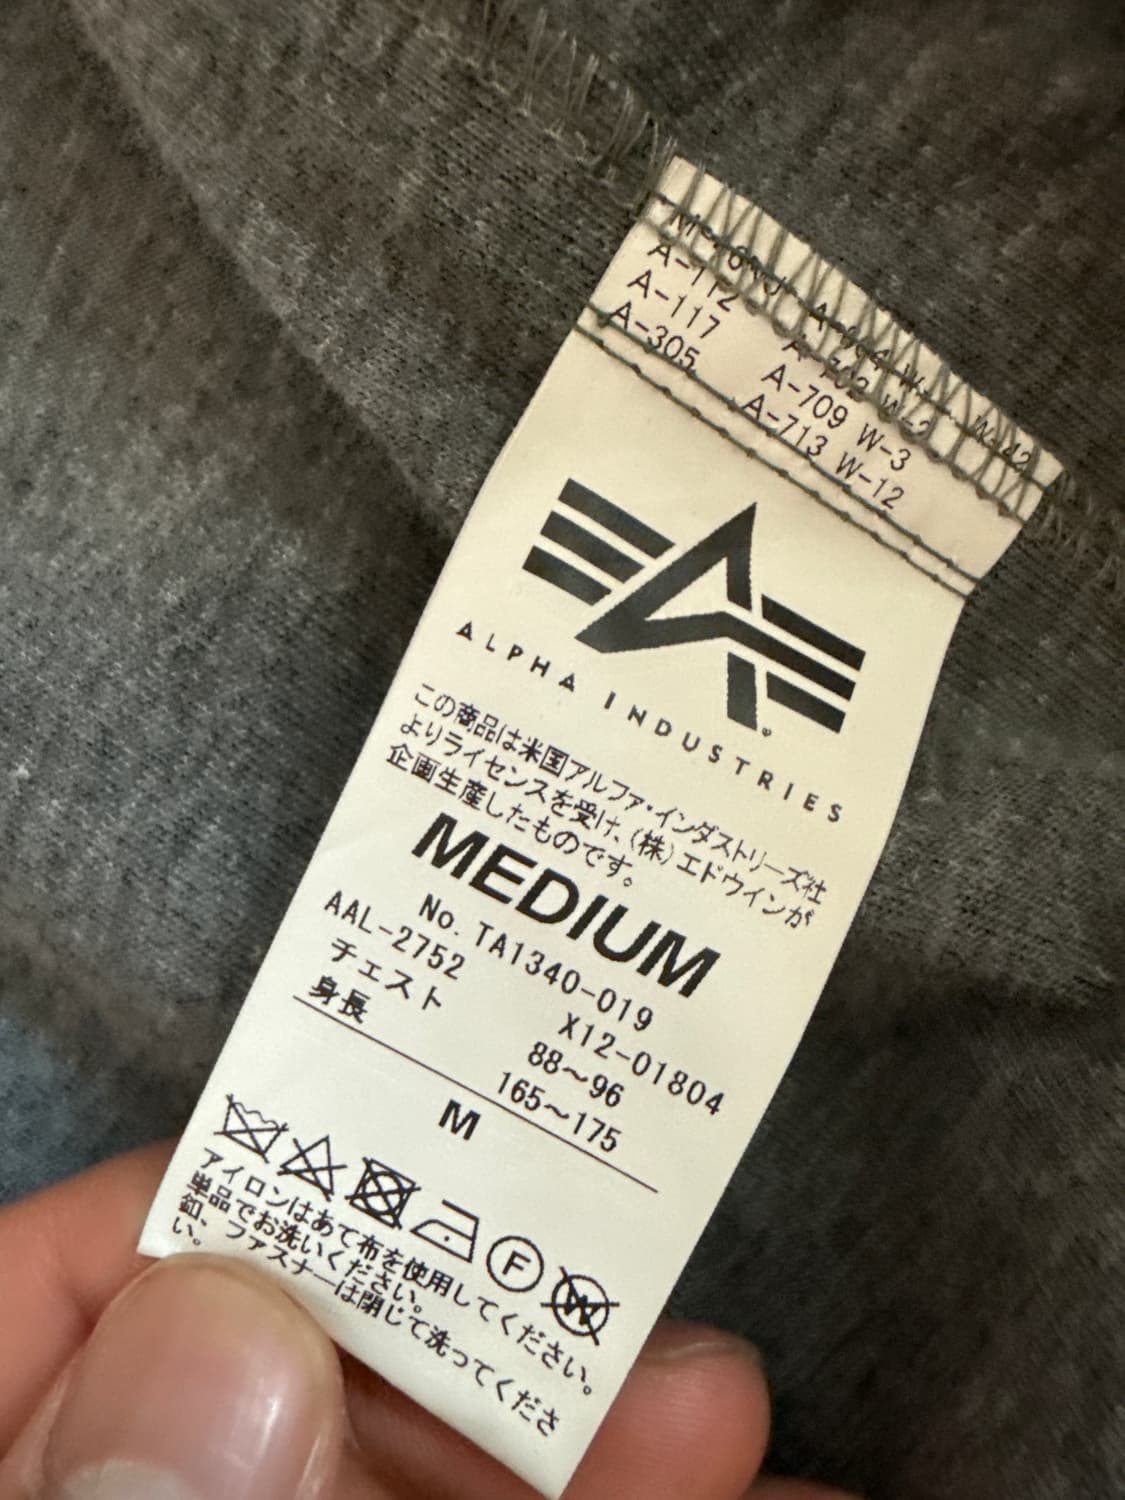 A-112
A-117
A-305
A-709 W-3
A-713 W-12
ALPHA INDUSTRIES
この商品は米国アルファ・インダストリーズ社
よりライセンスを受け、(株)エドウインが
企画生産したものです。
MEDIUM
No. TA1340-019
AAL-2752 X12-01804
チェスト 88～96
身長 165～175
M
F
W
アイロンはあて布を使用してください。
単品でお洗いください。
釦、ファスナーは閉じて洗ってくださ
い。